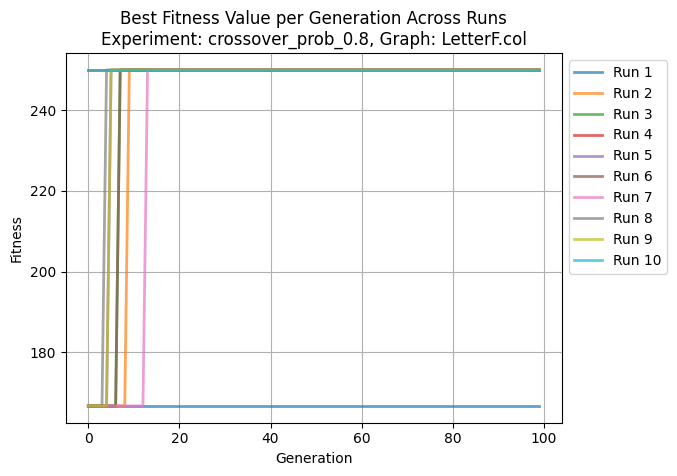 Best Fitness Value per Generation Across Runs
Experiment: crossover_prob_0.8, Graph: LetterF.col
Fitness
240
220
200
180
0 20 40 60 80 100
Generation
Run 1
Run 2
Run 3
Run 4
Run 5
Run 6
Run 7
Run 8
Run 9
Run 10